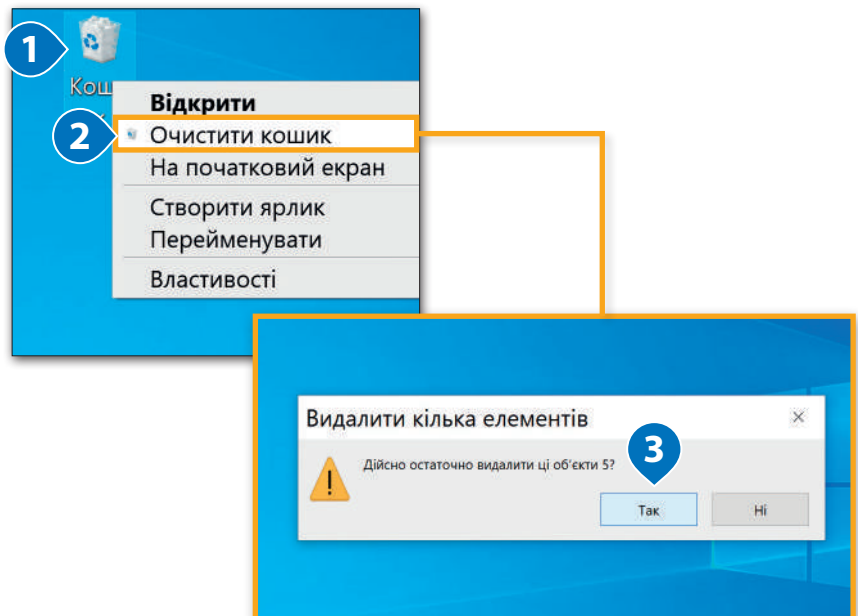 1
Кош
2
Відкрити
Очистити кошик
На початковий екран
Створити ярлик
Перейменувати
Властивості
Видалити кілька елементів
Дійсно остаточно видалити ці об'єкти 5?
3
Так
Ні